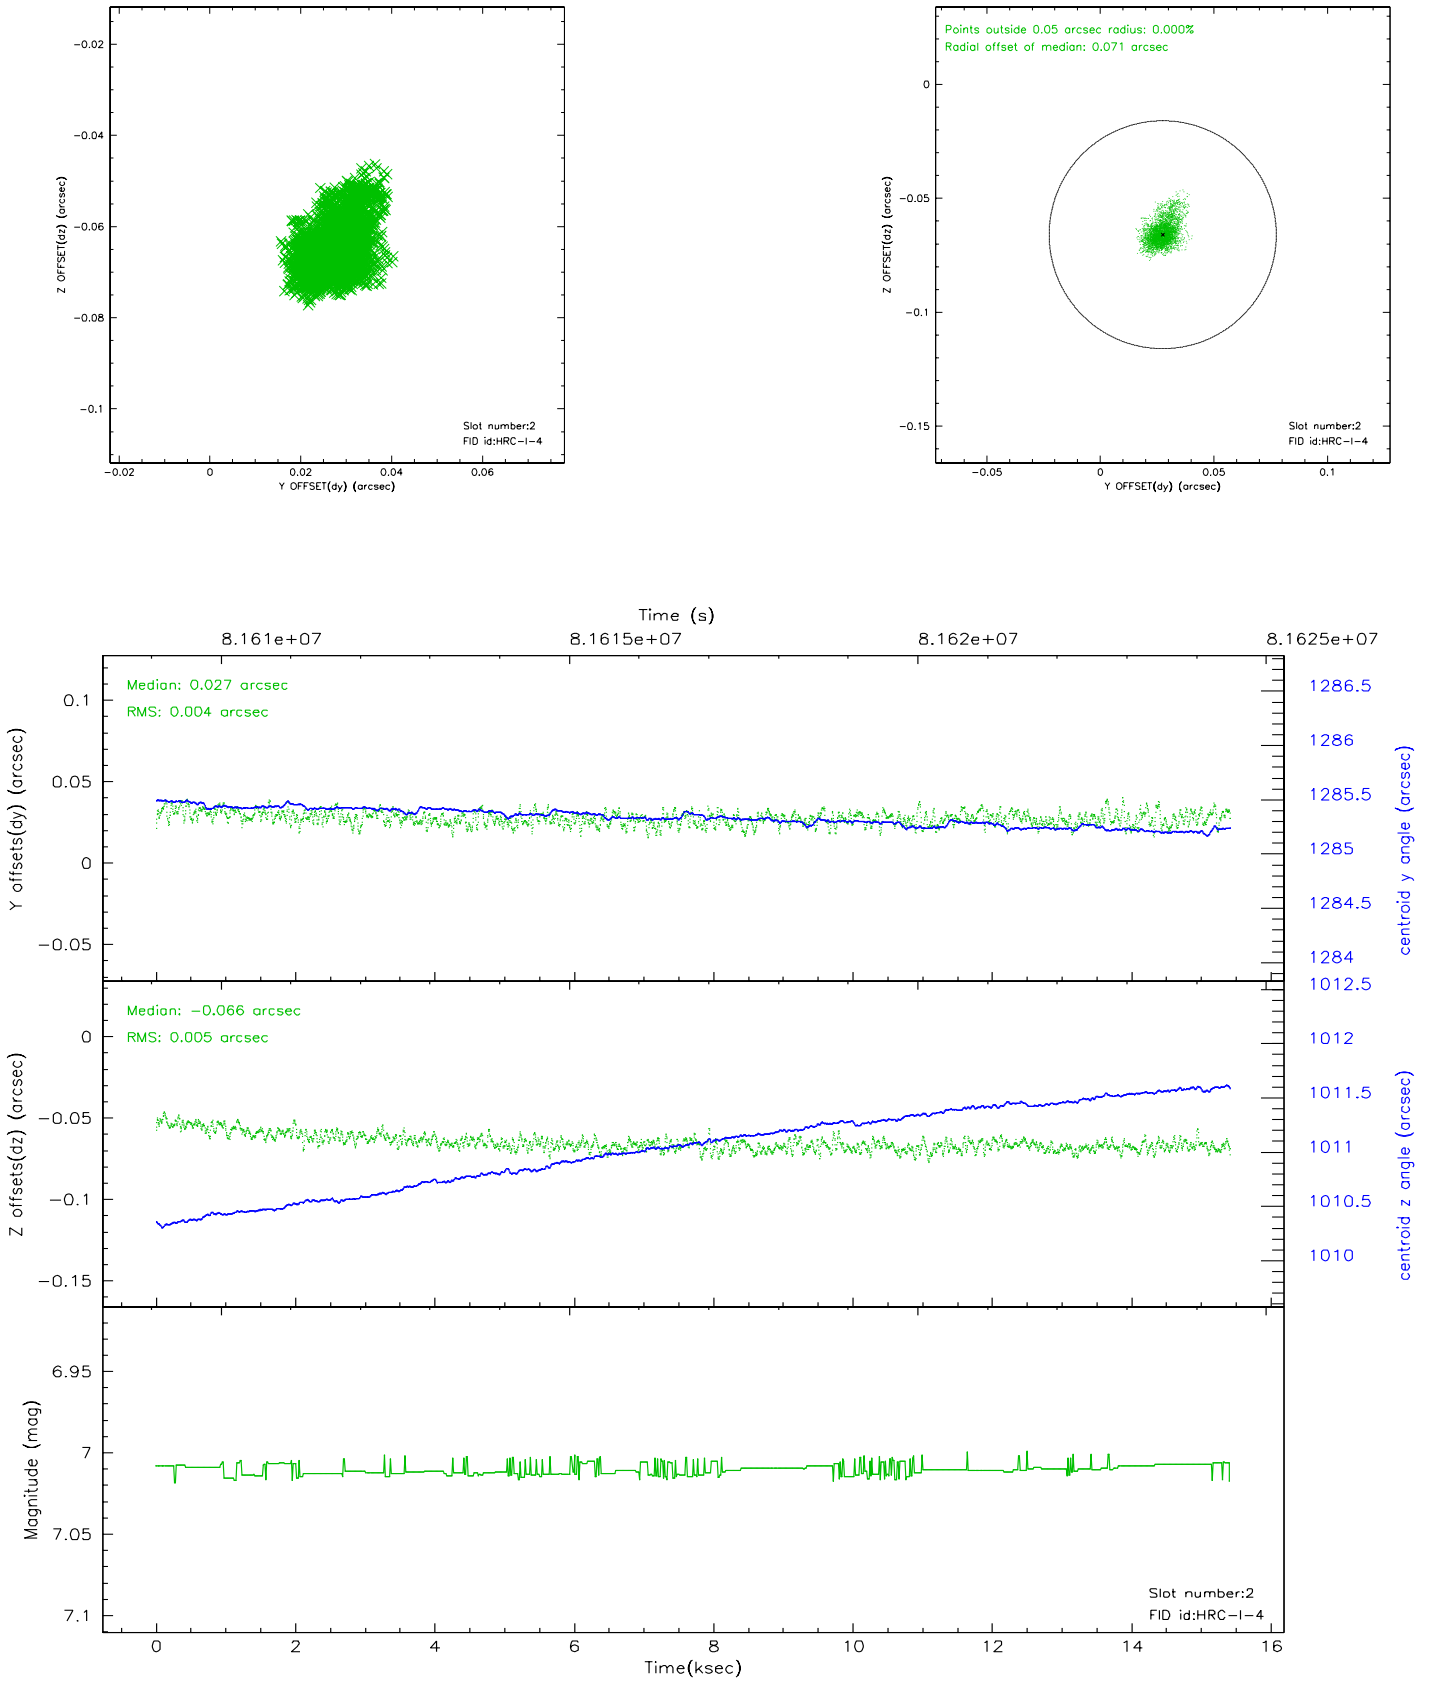 −0.02
−0.04
−0.06
−0.08
−0.1
Z OFFSET(dz) (arcsec)
Slot number:2
FID id:HRC−I−4
−0.02 0 0.02 0.04 0.06
Y OFFSET(dy) (arcsec)
Points outside 0.05 arcsec radius: 0.000%
Radial offset of median: 0.071 arcsec
0
−0.05
−0.1
−0.15
Z OFFSET(dz) (arcsec)
Slot number:2
FID id:HRC−I−4
−0.05 0 0.05 0.1
Y OFFSET(dy) (arcsec)
Time (s)
8.161e+07 8.1615e+07 8.162e+07 8.1625e+07
Median: 0.027 arcsec
RMS: 0.004 arcsec
0.1
0.05
0
−0.05
Y offsets(dy) (arcsec)
1286.5
1286
1285.5
1285
1284.5
1284
centroid y angle (arcsec)
Median: −0.066 arcsec
RMS: 0.005 arcsec
0
−0.05
−0.1
−0.15
Z offsets(dz) (arcsec)
1012.5
1012
1011.5
1011
1010.5
1010
centroid z angle (arcsec)
6.95
7
7.05
7.1
Magnitude (mag)
Slot number:2
FID id:HRC−I−4
0 2 4 6 8 10 12 14 16
Time(ksec)